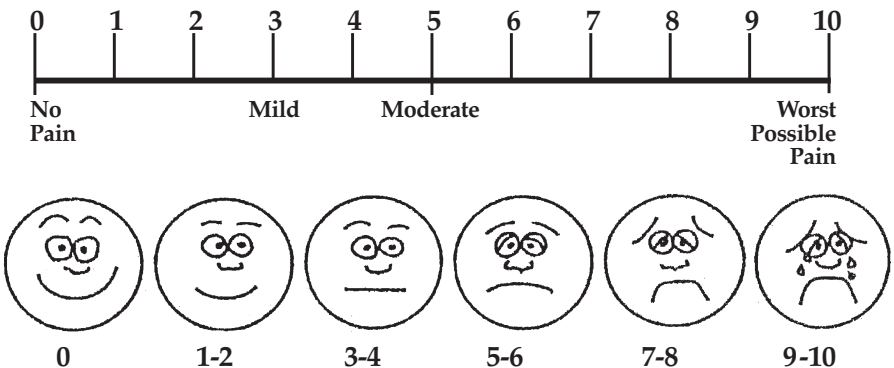 0 1 2 3 4 5 6 7 8 9 10
No Mild Moderate Worst
Pain Possible
Pain
0 1-2 3-4 5-6 7-8 9-10